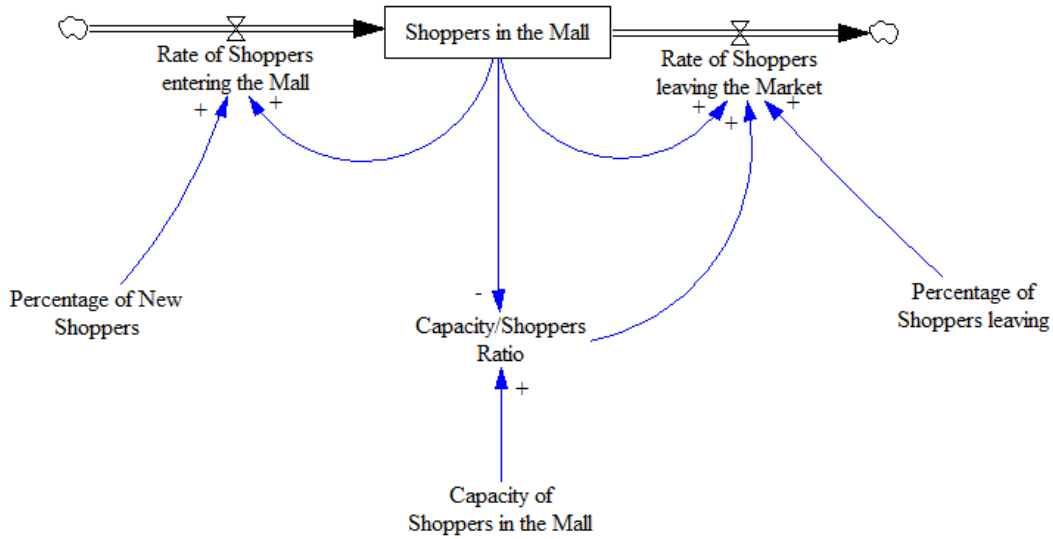 Shoppers in the Mall
Rate of Shoppers
entering the Mall
+
+
Rate of Shoppers
leaving the Market
+
+
+
Percentage of New
Shoppers
-
Capacity/Shoppers
Ratio
+
Percentage of
Shoppers leaving
Capacity of
Shoppers in the Mall